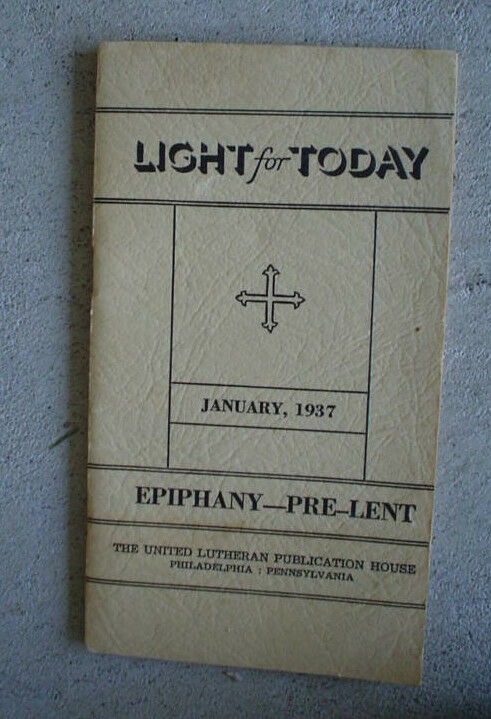 LIGHT for TODAY
JANUARY, 1937
EPIPHANY—PRE-LENT
THE UNITED LUTHERAN PUBLICATION HOUSE
PHILADELPHIA : PENNSYLVANIA